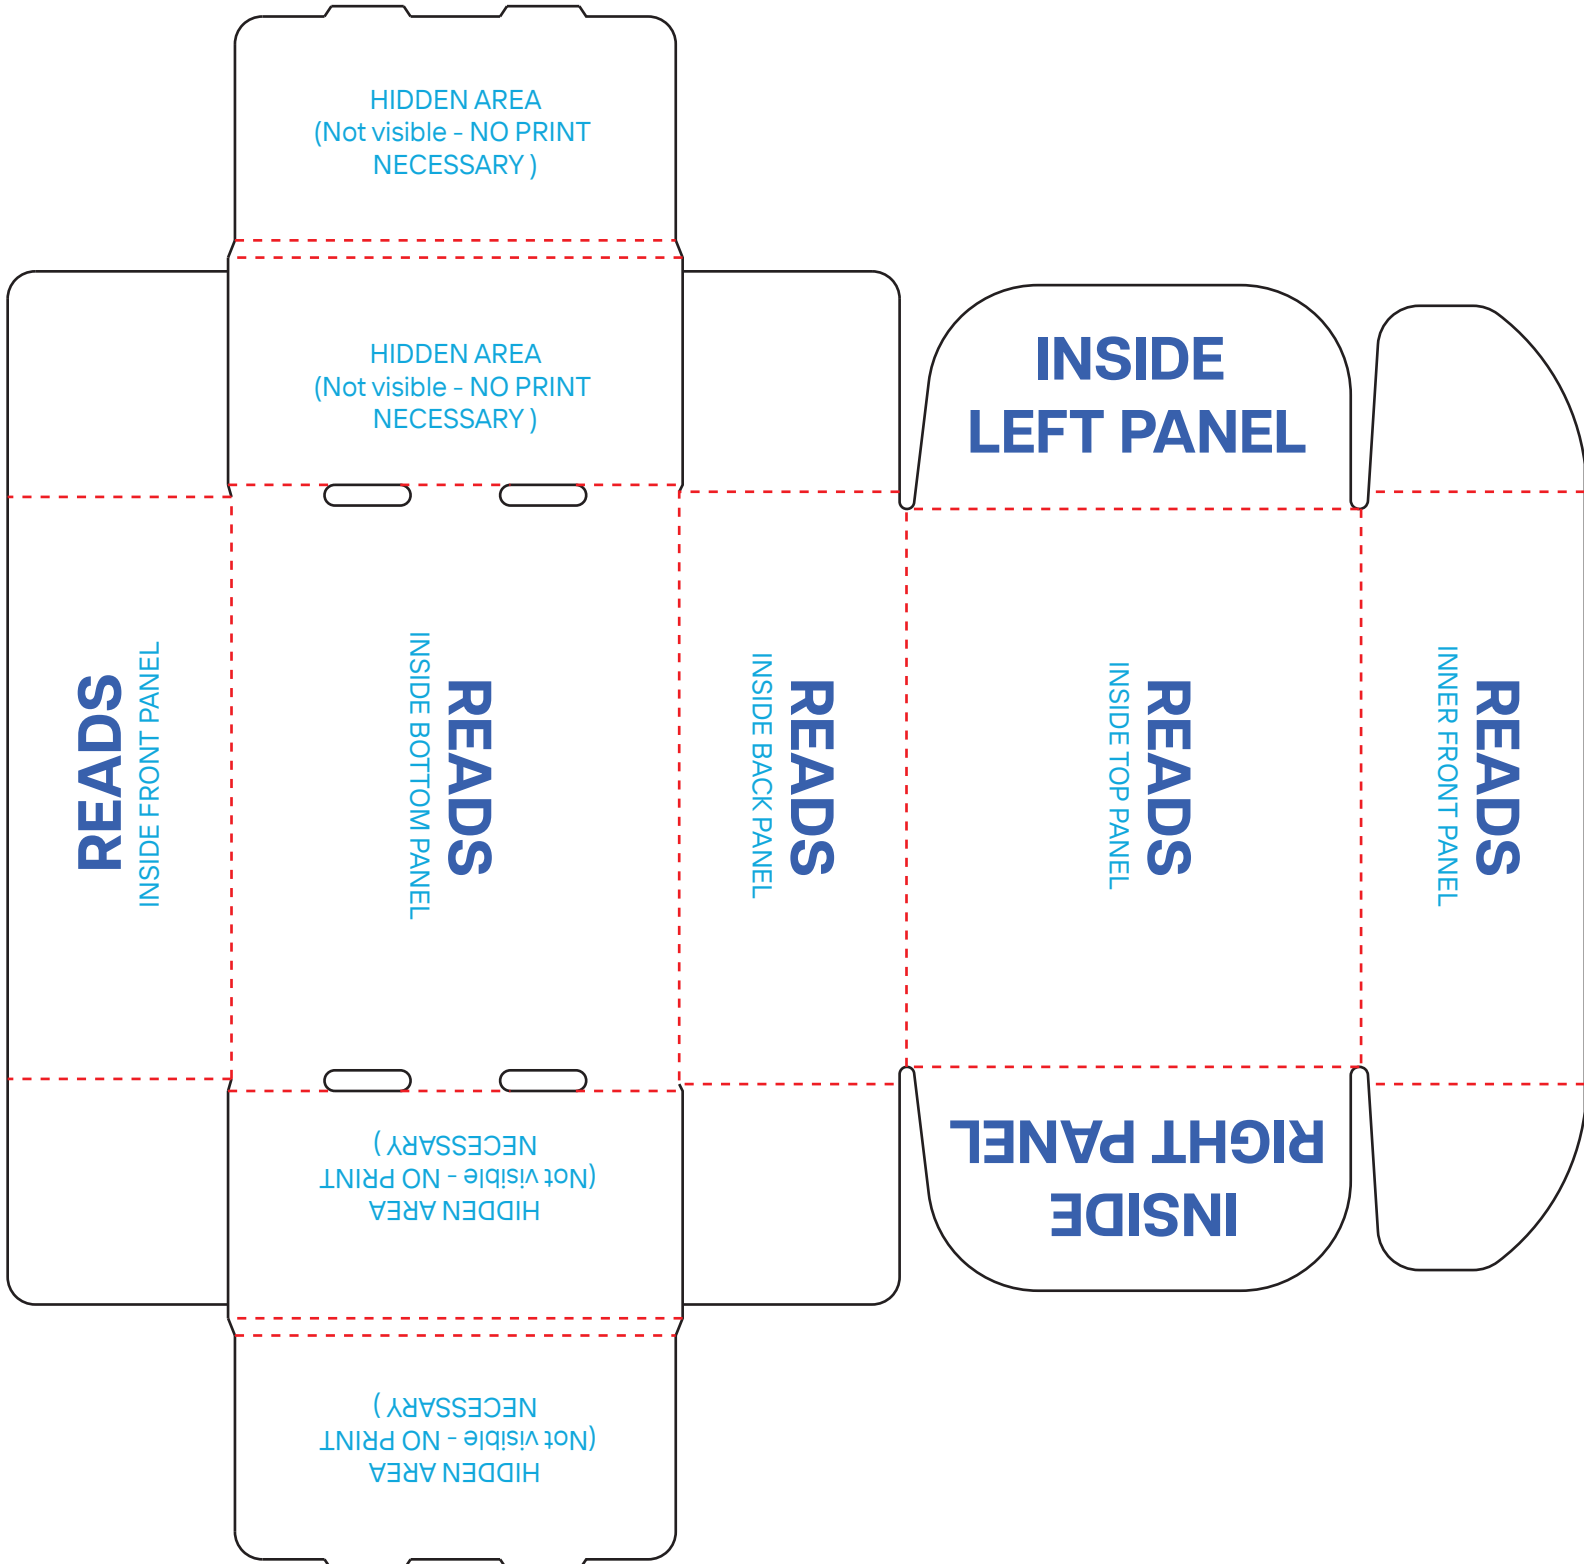 HIDDEN AREA
(Not visible - NO PRINT
NECESSARY )
HIDDEN AREA
(Not visible - NO PRINT
NECESSARY )
INSIDE
LEFT PANEL
READS
INSIDE FRONT PANEL
READS
INSIDE BOTTOM PANEL
READS
INSIDE BACK PANEL
READS
INSIDE TOP PANEL
READS
INNER FRONT PANEL
INSIDE
RIGHT PANEL
HIDDEN AREA
(Not visible - NO PRINT
NECESSARY )
HIDDEN AREA
(Not visible - NO PRINT
NECESSARY )